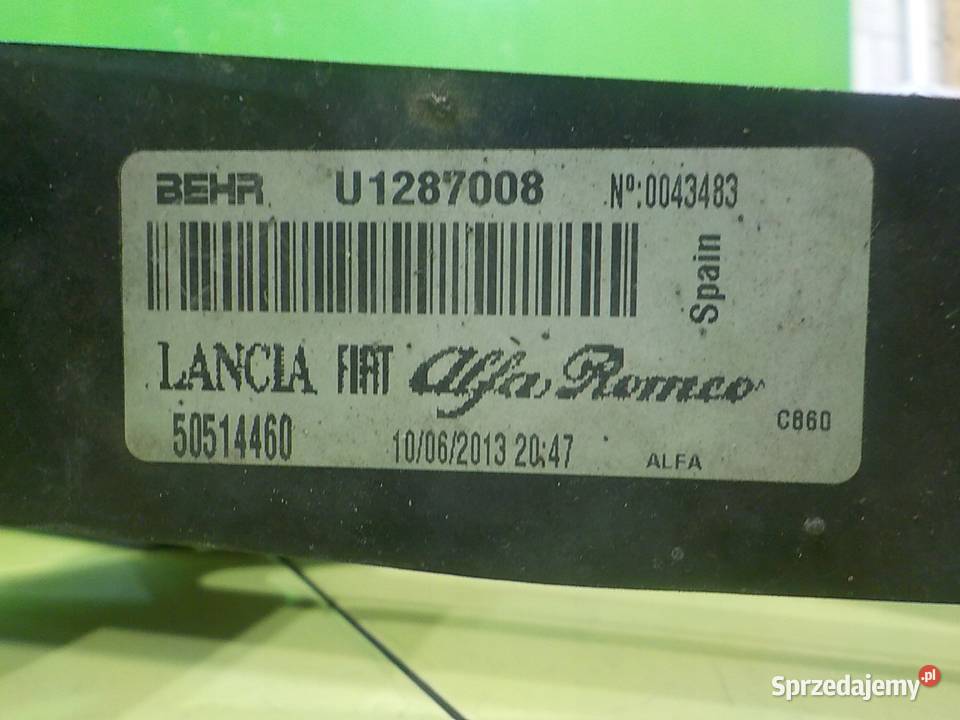 BEHR U1287008 Nº:0043483
Spain
LANCIA FIAT Alfa Romeo
C860
50514460 10/06/2013 20:47 ALFA
Sprzedajemy.pl